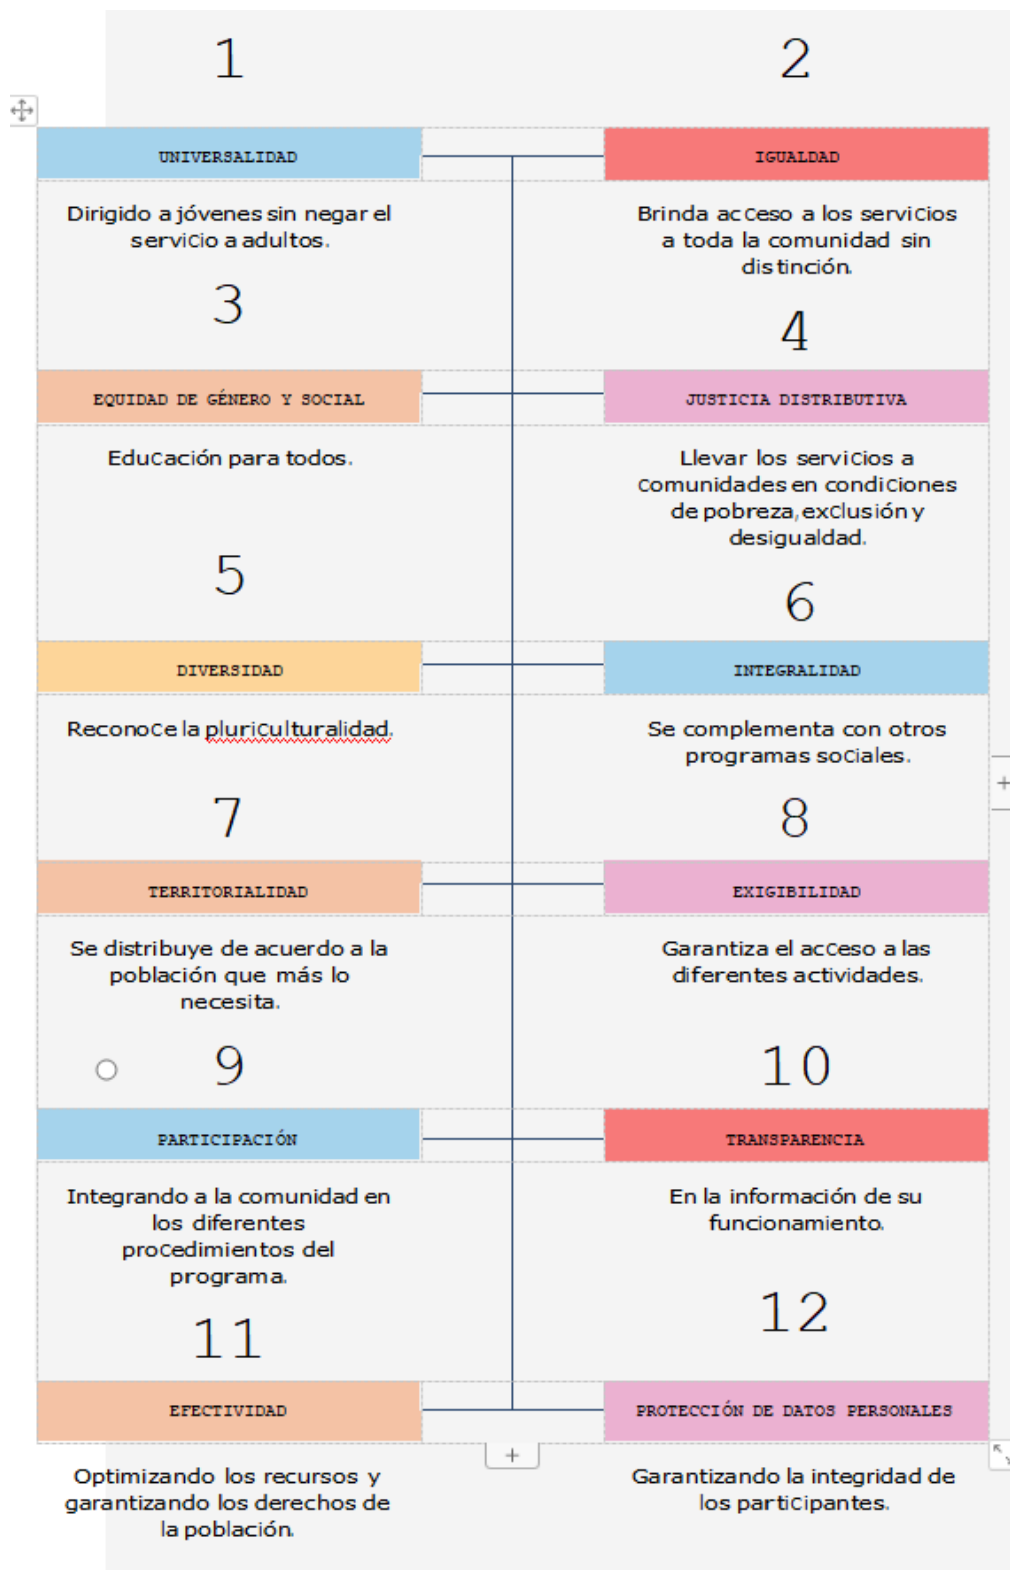 1
2
UNIVERSALIDAD
IGUALDAD
Dirigido a jóvenes sin negar el
servicio a adultos.
Brinda acceso a los servicios
a toda la comunidad sin
distinción.
3
4
EQUIDAD DE GÉNERO Y SOCIAL
JUSTICIA DISTRIBUTIVA
Educación para todos.
Llevar los servicios a
comunidades en condiciones
de pobreza, exclusión y
desigualdad.
5
6
DIVERSIDAD
INTEGRALIDAD
Reconoce la pluriculturalidad.
Se complementa con otros
programas sociales.
7
8
TERRITORIALIDAD
EXIGIBILIDAD
Se distribuye de acuerdo a la
población que más lo
necesita.
Garantiza el acceso a las
diferentes actividades.
9
10
PARTICIPACIÓN
TRANSPARENCIA
Integrando a la comunidad en
los diferentes
procedimientos del
programa.
En la información de su
funcionamiento.
11
12
EFECTIVIDAD
PROTECCIÓN DE DATOS PERSONALES
Optimizando los recursos y
garantizando los derechos de
la población.
Garantizando la integridad de
los participantes.